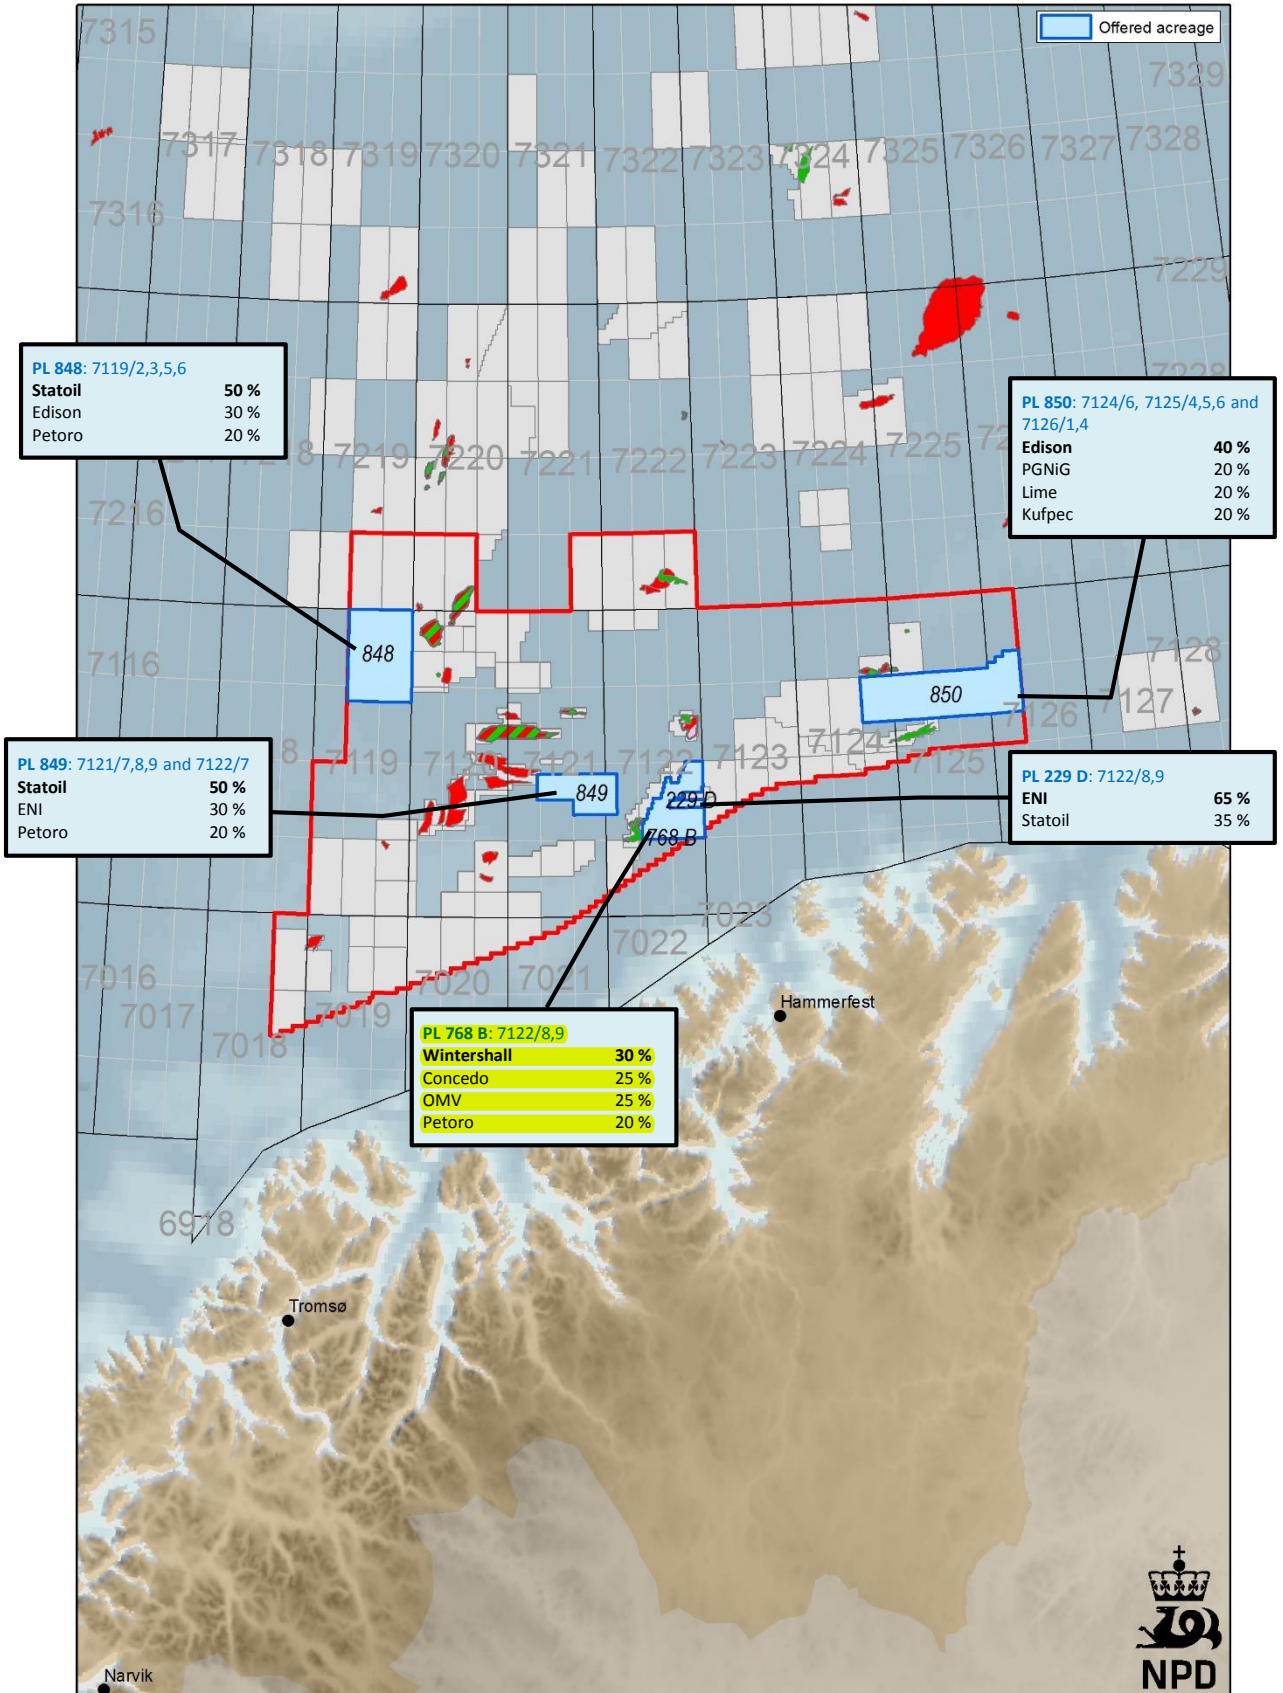 7315
Offered acreage
7329
7317 7318 7319 7320 7321 7322 7323 7324 7325 7326 7327 7328
7316
7229
7228
PL 848: 7119/2,3,5,6
Statoil 50 %
Edison 30 %
Petoro 20 %
PL 850: 7124/6, 7125/4,5,6 and
7126/1,4
Edison 40 %
PGNiG 20 %
Lime 20 %
Kufpec 20 %
7219 7220 7221 7222 7223 7224 7225
7216
848
7116
7128
850
7126 7127
PL 849: 7121/7,8,9 and 7122/7
Statoil 50 %
ENI 30 %
Petoro 20 %
7119 7121 7122 7123 7124 7125
849
229 D
768 B
PL 229 D: 7122/8,9
ENI 65 %
Statoil 35 %
7023
7022
7016 7020 7021
7017 7019
7018
Hammerfest
PL 768 B: 7122/8,9
Wintershall 30 %
Concedo 25 %
OMV 25 %
Petoro 20 %
6918
Tromsø
Narvik
NPD